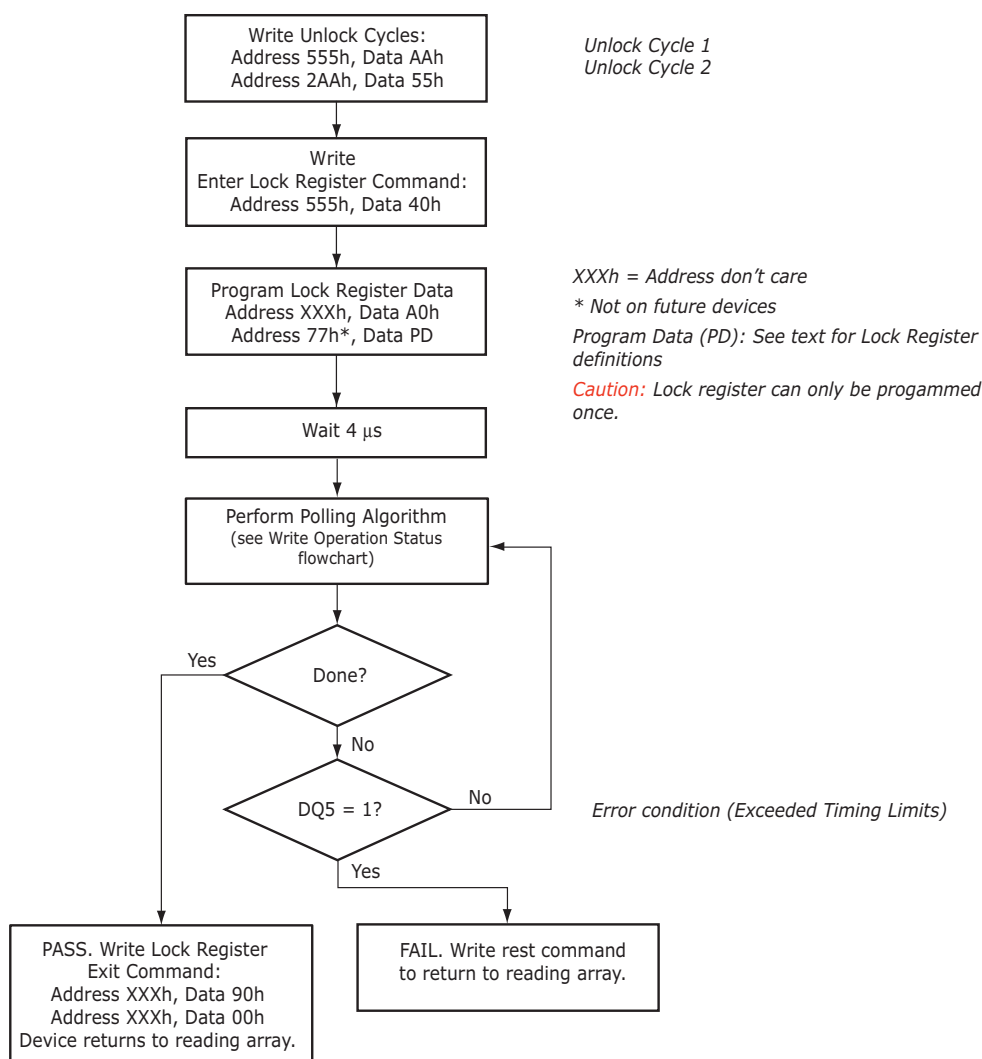 Write Unlock Cycles:
Address 555h, Data AAh
Address 2AAh, Data 55h
Unlock Cycle 1
Unlock Cycle 2
Write
Enter Lock Register Command:
Address 555h, Data 40h
Program Lock Register Data
Address XXXh, Data A0h
Address 77h*, Data PD
XXXh = Address don't care
* Not on future devices
Program Data (PD): See text for Lock Register
definitions
Caution: Lock register can only be progammed
once.
Wait 4 μs
Perform Polling Algorithm
(see Write Operation Status
flowchart)
Yes
Done?
No
DQ5 = 1?
No
Error condition (Exceeded Timing Limits)
Yes
PASS. Write Lock Register
Exit Command:
Address XXXh, Data 90h
Address XXXh, Data 00h
Device returns to reading array.
FAIL. Write rest command
to return to reading array.